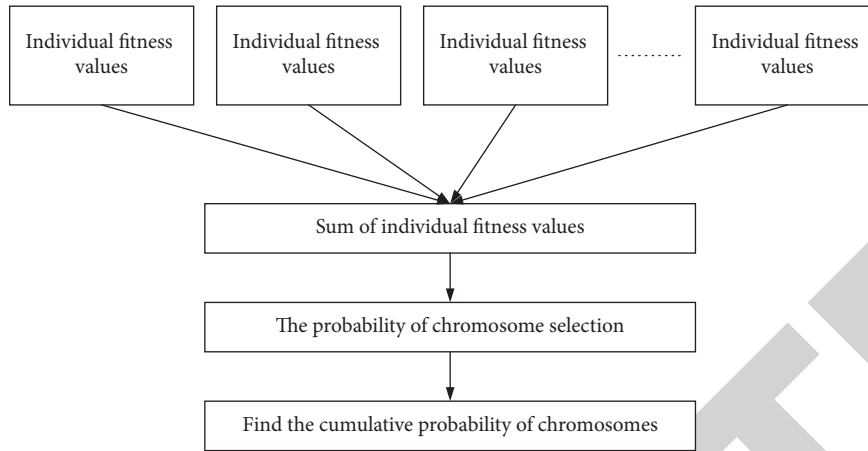 Individual fitness
values
Individual fitness
values
Individual fitness
values
Individual fitness
values
Sum of individual fitness values
The probability of chromosome selection
Find the cumulative probability of chromosomes